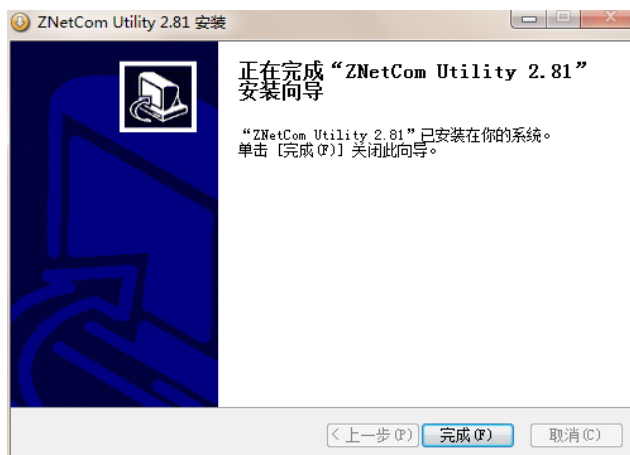 ZNetCom Utility 2.81 安装
正在完成“ZNetCom Utility 2.81”
安装向导
“ZNetCom Utility 2.81”已安装在你的系统。
单击 [完成(F)] 关闭此向导。
<上一步(P) 完成(F) 取消(C)